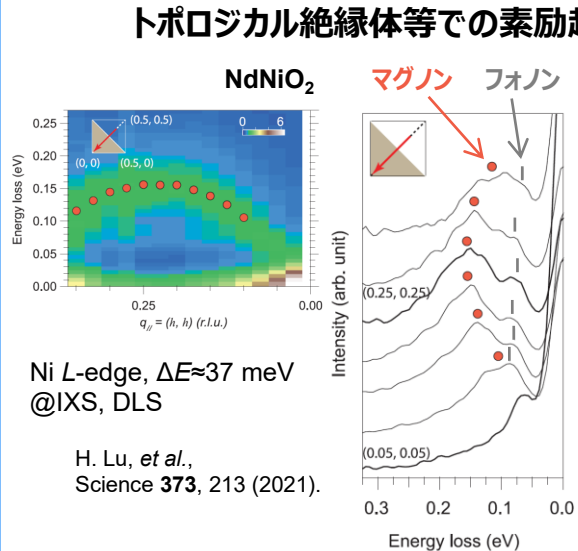 トポロジカル絶縁体等での素励起
NdNiO₂
マグノン フォノン
(0.5, 0.5)
0 6
(0, 0) (0.5, 0)
0.25
0.20
0.15
0.10
0.05
0.00
Energy loss (eV)
0.25 0.00
q// = (h, h) (r.l.u.)
Ni L-edge, ΔE≈37 meV
@IXS, DLS
H. Lu, et al.,
Science 373, 213 (2021).
Intensity (arb. unit)
(0.25, 0.25)
(0.05, 0.05)
0.3 0.2 0.1 0.0
Energy loss (eV)